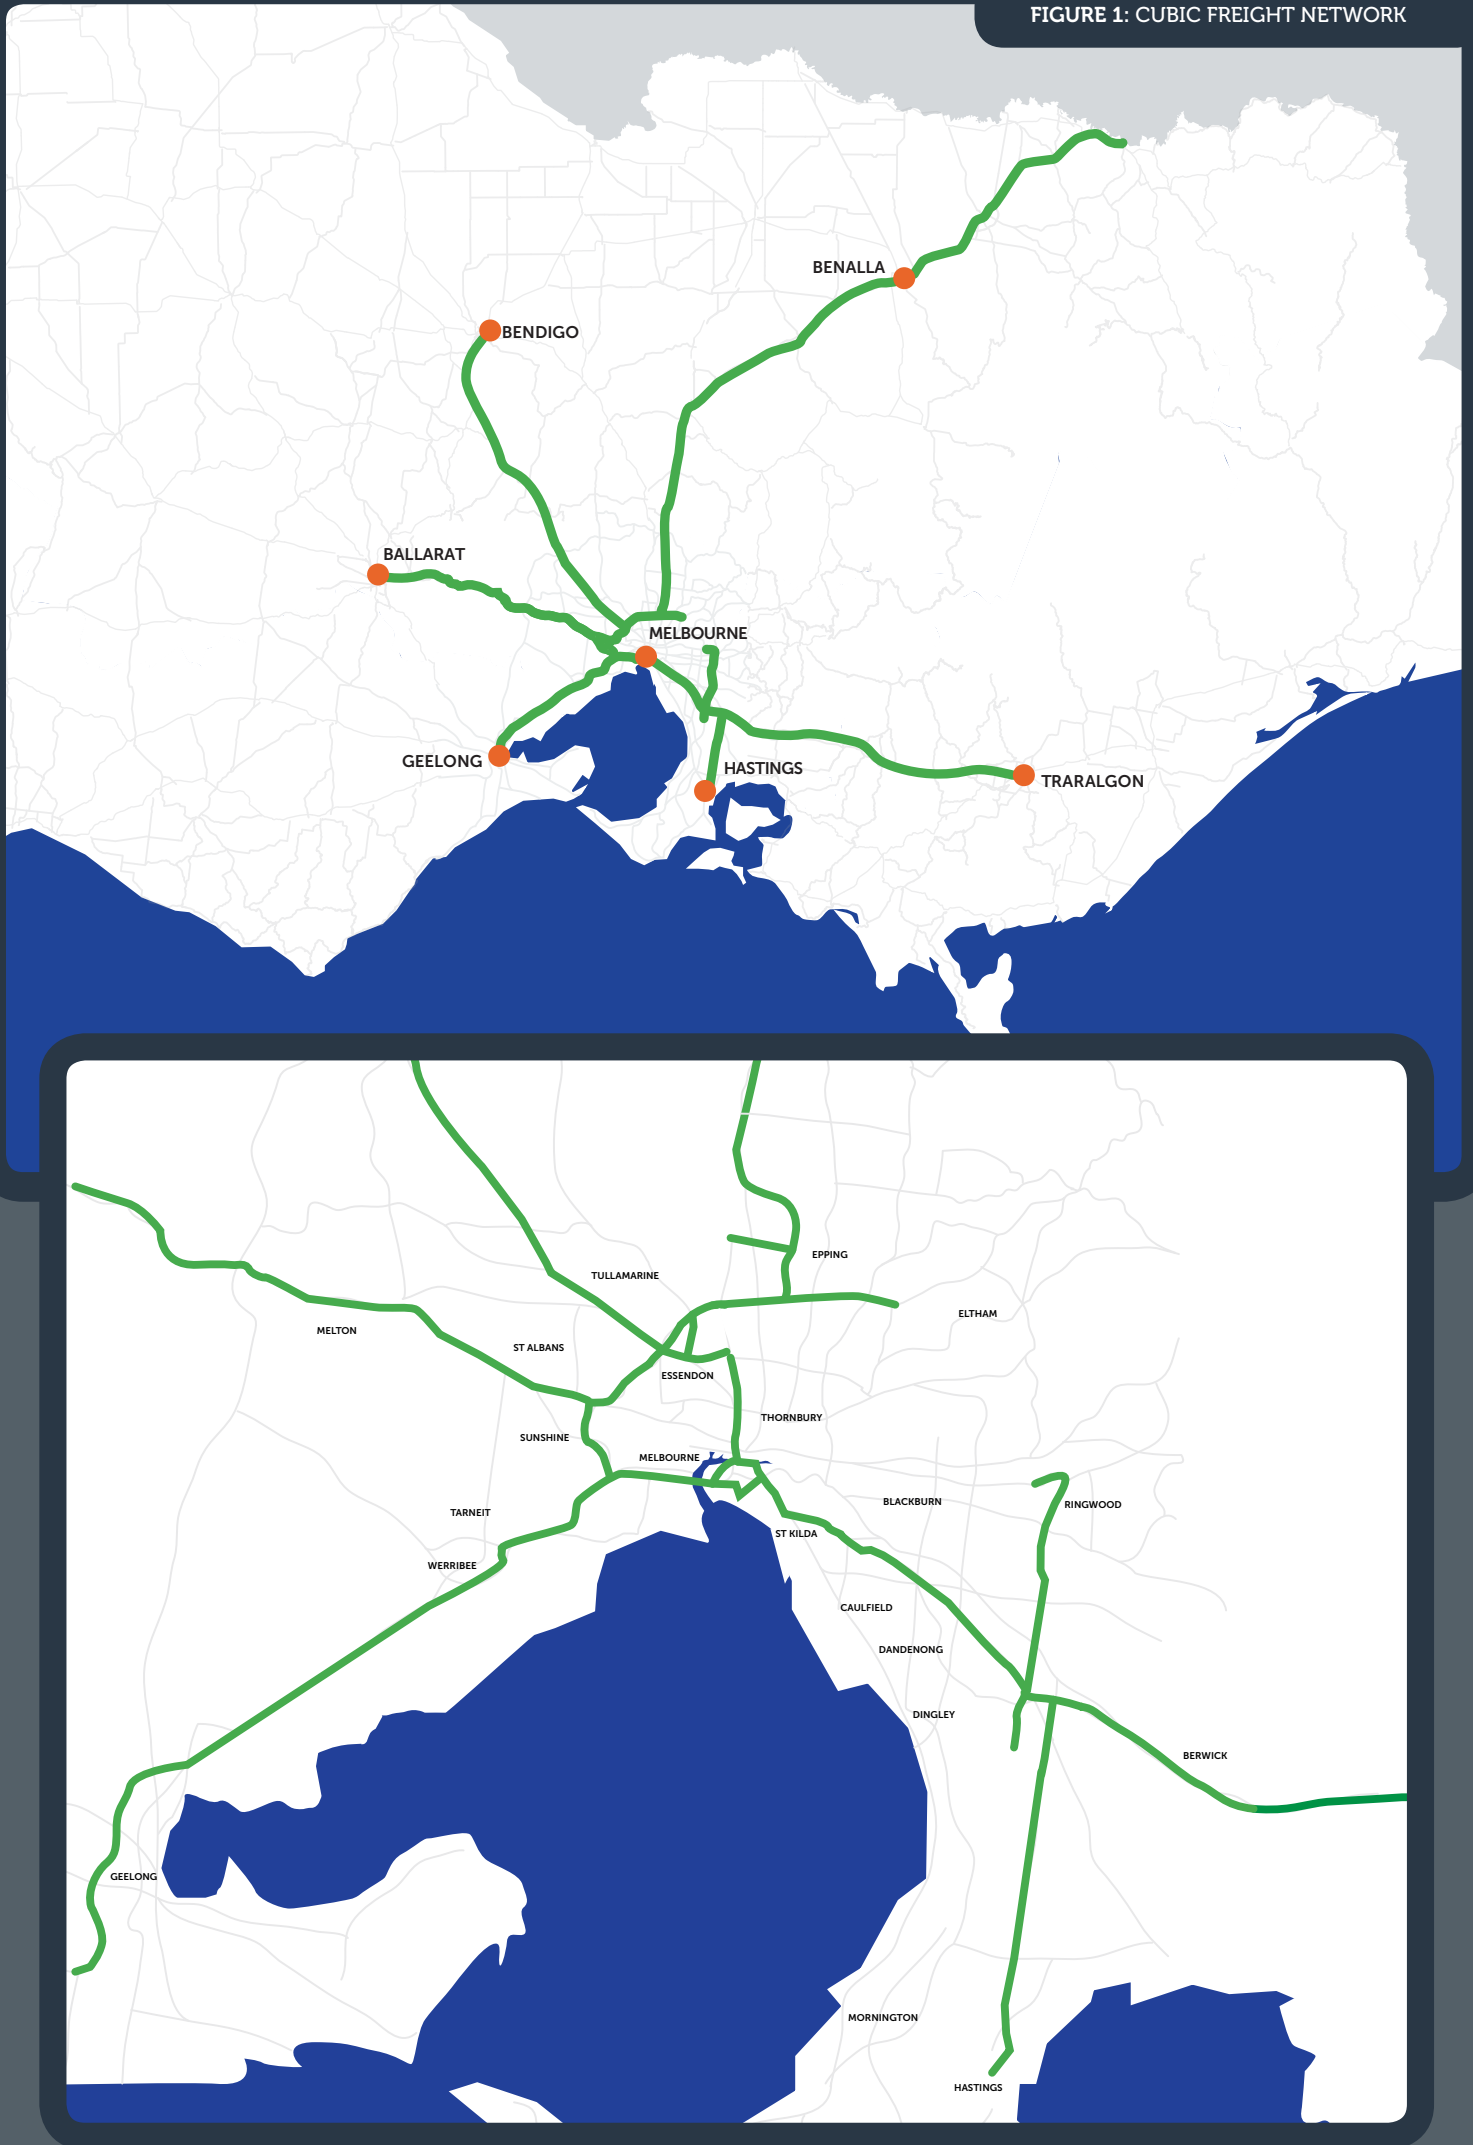 FIGURE 1: CUBIC FREIGHT NETWORK
BENALLA
BENDIGO
BALLARAT
MELBOURNE
GEELONG
HASTINGS
TRARALGON
EPPING
TULLAMARINE
ELTHAM
MELTON
ST ALBANS
ESSENDON
THORNBURY
SUNSHINE
MELBOURNE
BLACKBURN
RINGWOOD
TARNEIT
ST KILDA
WERRIBEE
CAULFIELD
DANDENONG
DINGLEY
BERWICK
GEELONG
MORNINGTON
HASTINGS